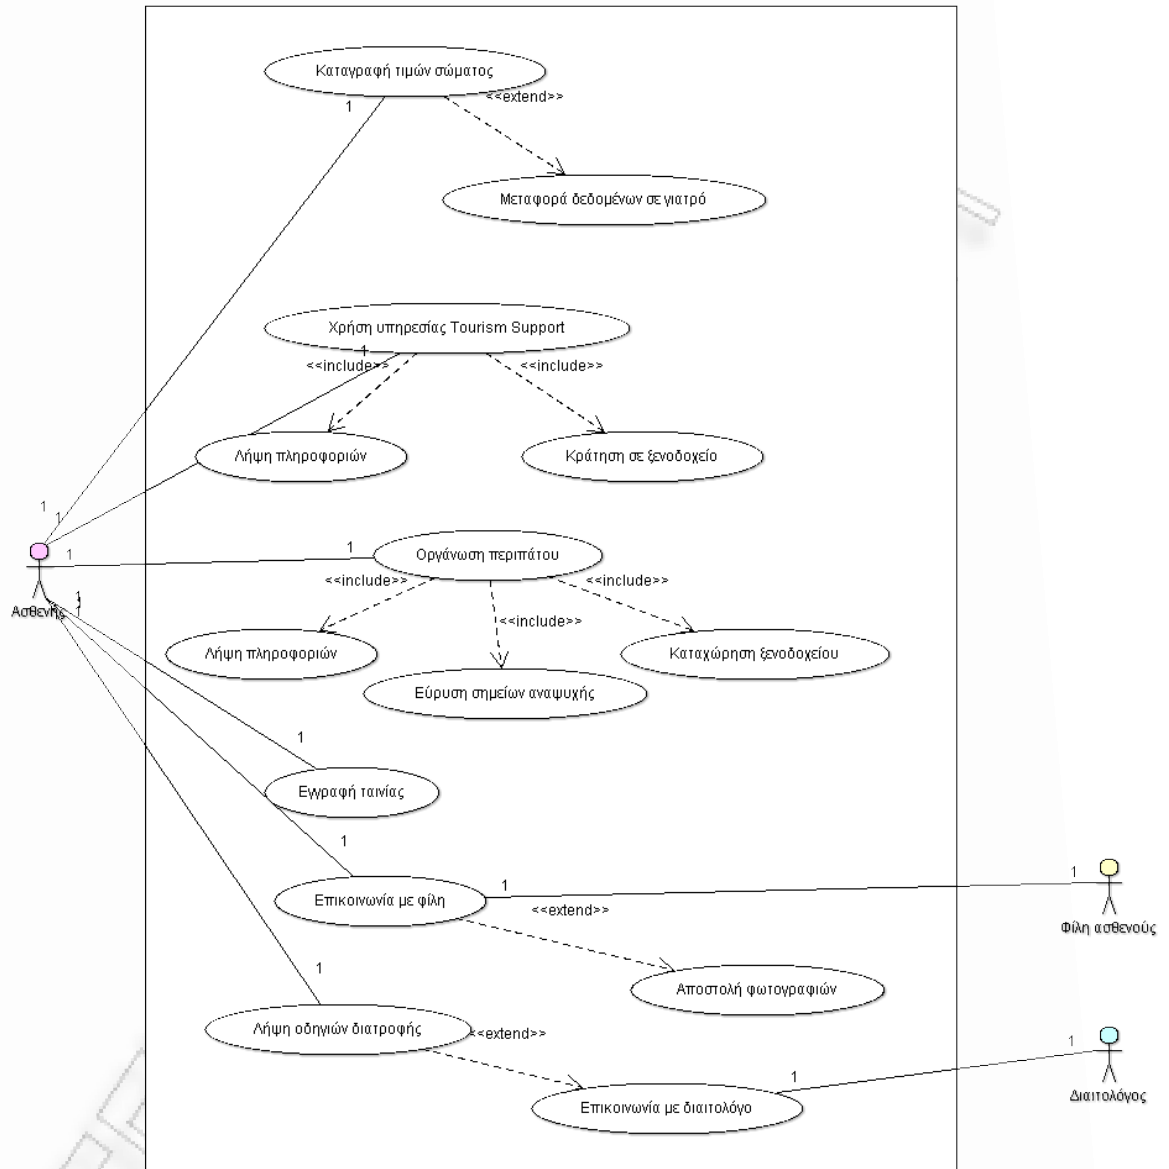 Καταγραφή τιμών σώματος
<<extend>>
1
Μεταφορά δεδομένων σε γιατρό
Χρήση υπηρεσίας Tourism Support
1
<<include>>
<<include>>
Λήψη πληροφοριών
Κράτηση σε ξενοδοχείο
1
1
1
1
Οργάνωση περιπάτου
<<include>>
<<include>>
Ασθενής
1
1
<<include>>
Λήψη πληροφοριών
Καταχώρηση ξενοδοχείου
Εύρυση σημείων αναψυχής
1
Εγγραφή ταινίας
1
Επικοινωνία με φίλη
1
1
<<extend>>
Φίλη ασθενούς
1
Αποστολή φωτογραφιών
Λήψη οδηγιών διατροφής
<<extend>>
1
1
Διαιτολόγος
Επικοινωνία με διαιτολόγο